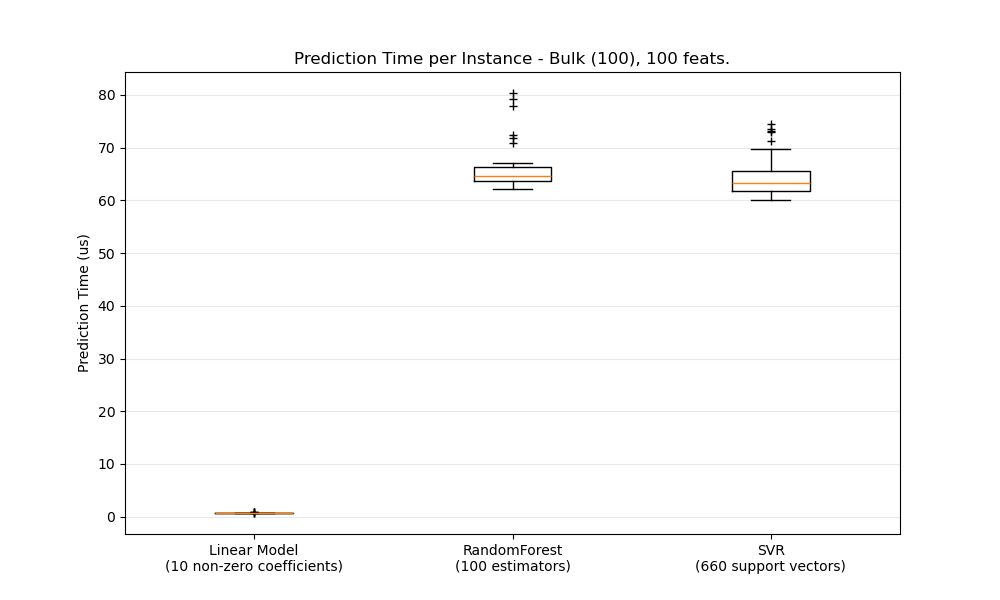 Prediction Time per Instance - Bulk (100), 100 feats.
Prediction Time (us)
80
70
60
50
40
30
20
10
0
Linear Model
(10 non-zero coefficients)
RandomForest
(100 estimators)
SVR
(660 support vectors)